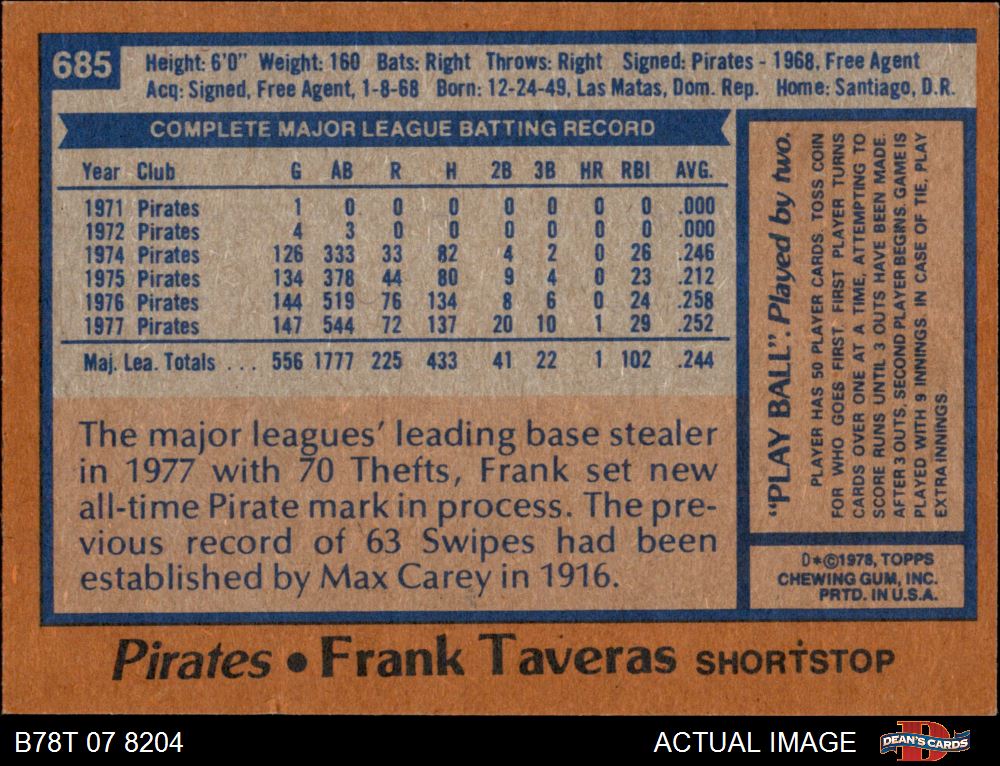 685
Height: 6'0" Weight: 160 Bats: Right Throws: Right Signed: Pirates - 1968, Free Agent
Acq: Signed, Free Agent, 1-8-68 Born: 12-24-49, Las Matas, Dom. Rep. Home: Santiago, D.R.
COMPLETE MAJOR LEAGUE BATTING RECORD
Year Club G AB R H 2B 3B HR RBI AVG.
1971 Pirates 1 0 0 0 0 0 0 0 .000
1972 Pirates 4 3 0 0 0 0 0 0 .000
1974 Pirates 126 333 33 82 4 2 0 26 .246
1975 Pirates 134 378 44 80 9 4 0 23 .212
1976 Pirates 144 519 76 134 8 6 0 24 .258
1977 Pirates 147 544 72 137 20 10 1 29 .252
Maj. Lea. Totals . . . 556 1777 225 433 41 22 1 102 .244
The major leagues' leading base stealer
in 1977 with 70 Thefts, Frank set new
all-time Pirate mark in process. The pre-
vious record of 63 Swipes had been
established by Max Carey in 1916.
"PLAY BALL". Played by two.
PLAYER HAS 50 PLAYER CARDS. TOSS COIN
FOR WHO GOES FIRST. FIRST PLAYER TURNS
CARDS OVER ONE AT A TIME, ATTEMPTING TO
SCORE RUNS UNTIL 3 OUTS HAVE BEEN MADE.
AFTER 3 OUTS, SECOND PLAYER BEGINS. GAME IS
PLAYED WITH 9 INNINGS. IN CASE OF TIE, PLAY
EXTRA INNINGS.
D*©1978, TOPPS
CHEWING GUM, INC.
PRTD. IN U.S.A.
Pirates • Frank Taveras SHORTSTOP
B78T 07 8204
ACTUAL IMAGE
DEAN'S CARDS